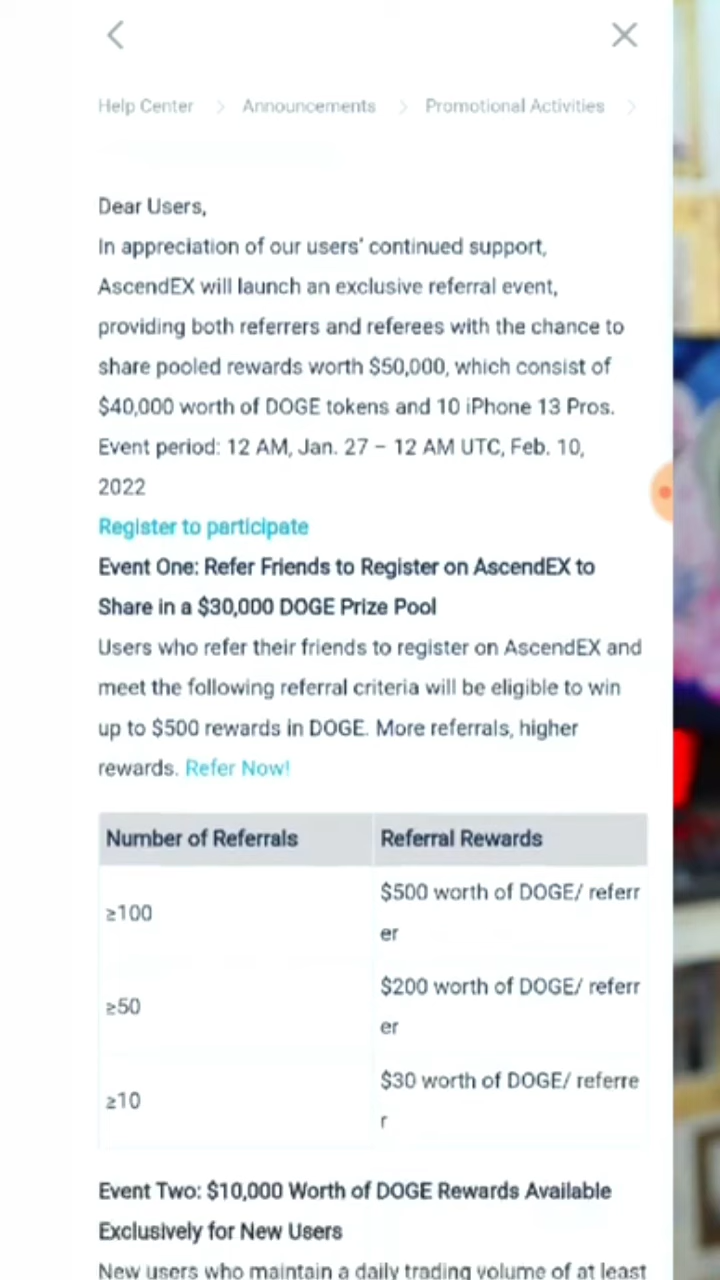 Help Center > Announcements > Promotional Activities >
Dear Users,
In appreciation of our users' continued support,
AscendEX will launch an exclusive referral event,
providing both referrers and referees with the chance to
share pooled rewards worth $50,000, which consist of
$40,000 worth of DOGE tokens and 10 iPhone 13 Pros.
Event period: 12 AM, Jan. 27 – 12 AM UTC, Feb. 10,
2022
Register to participate
Event One: Refer Friends to Register on AscendEX to
Share in a $30,000 DOGE Prize Pool
Users who refer their friends to register on AscendEX and
meet the following referral criteria will be eligible to win
up to $500 rewards in DOGE. More referrals, higher
rewards. Refer Now!
Number of Referrals Referral Rewards
≥100 $500 worth of DOGE/ referr
er
≥50 $200 worth of DOGE/ referr
er
≥10 $30 worth of DOGE/ referre
r
Event Two: $10,000 Worth of DOGE Rewards Available
Exclusively for New Users
New users who maintain a daily trading volume of at least